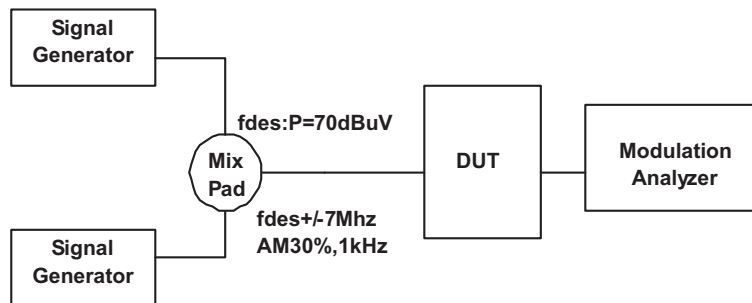 Signal
Generator
fdes:P=70dBuV
Mix
Pad
DUT
Modulation
Analyzer
fdes+/-7Mhz
AM30%,1kHz
Signal
Generator